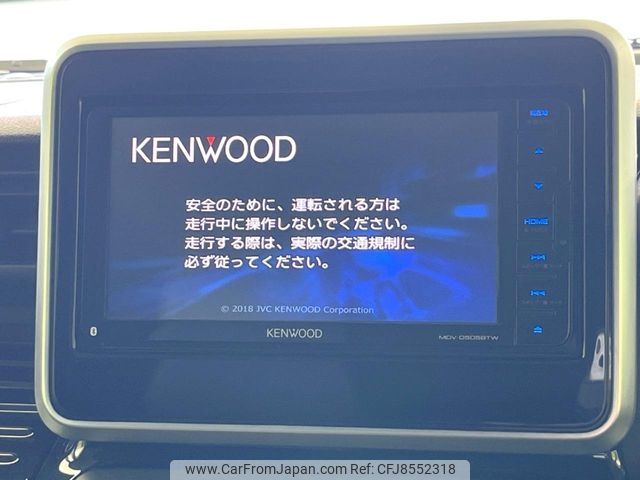 KENWOOD
安全のために、運転される方は
走行中に操作しないでください。
走行する際は、実際の交通規制に
必ず従ってください。
© 2018 JVC KENWOOD Corporation
KENWOOD
MDV-D505BTW
HOME
www.CarFromJapan.com | Ref No. CFJ8552318